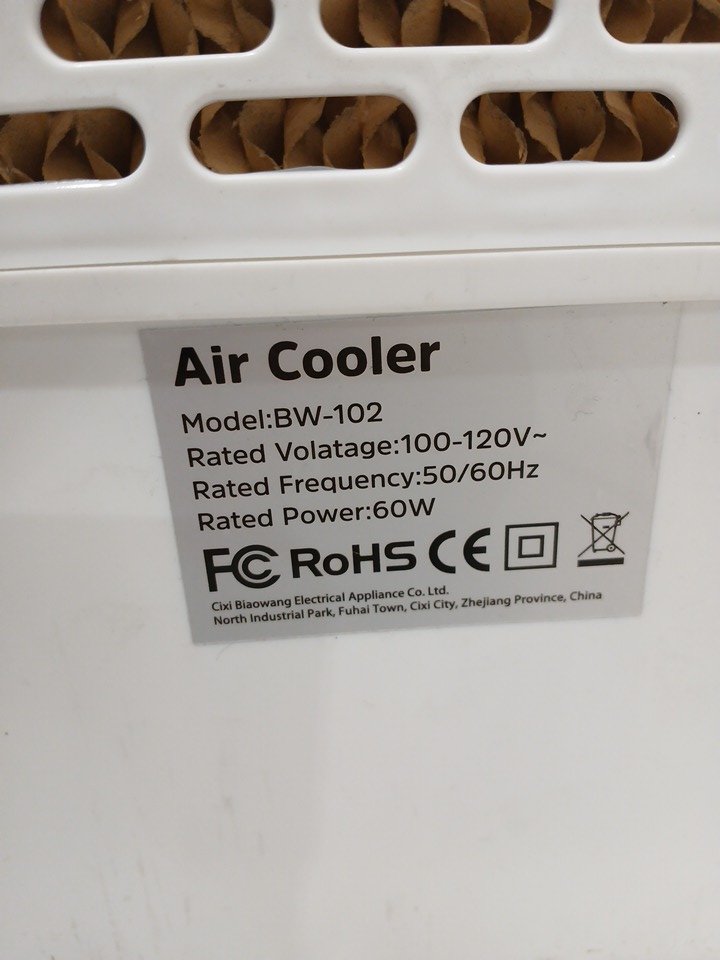 Air Cooler
Model:BW-102
Rated Volatage:100-120V~
Rated Frequency:50/60Hz
Rated Power:60W
FC RoHS CE
Cixi Biaowang Electrical Appliance Co. Ltd.
North Industrial Park, Fuhai Town, Cixi City, Zhejiang Province, China